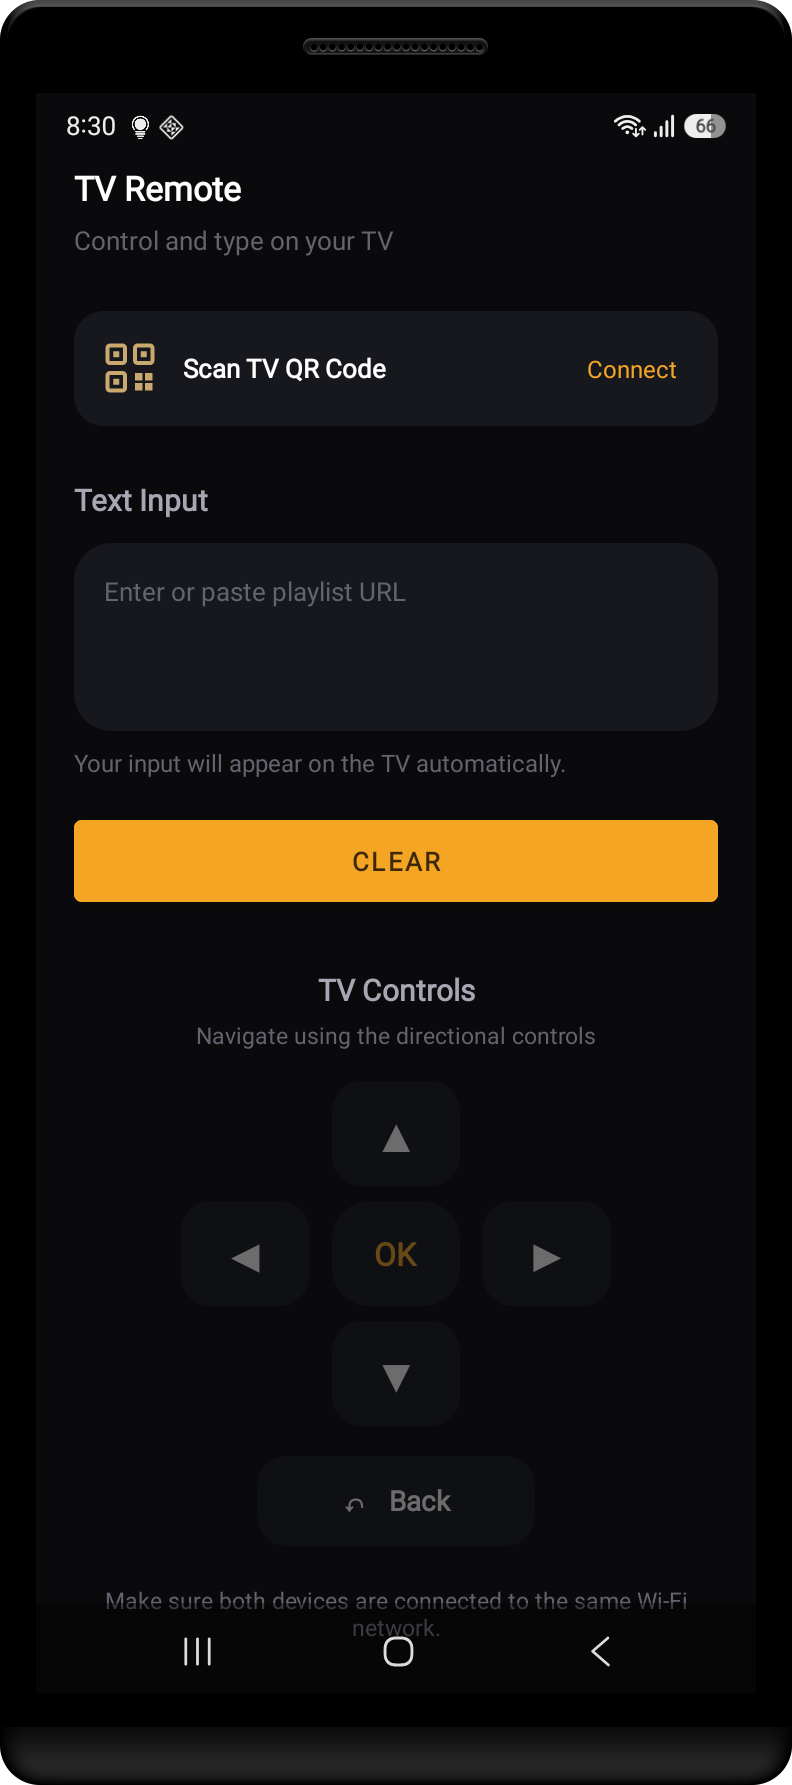 8:30
66
TV Remote
Control and type on your TV
Scan TV QR Code
Connect
Text Input
Enter or paste playlist URL
Your input will appear on the TV automatically.
CLEAR
TV Controls
Navigate using the directional controls
OK
Back
Make sure both devices are connected to the same Wi-Fi
network.